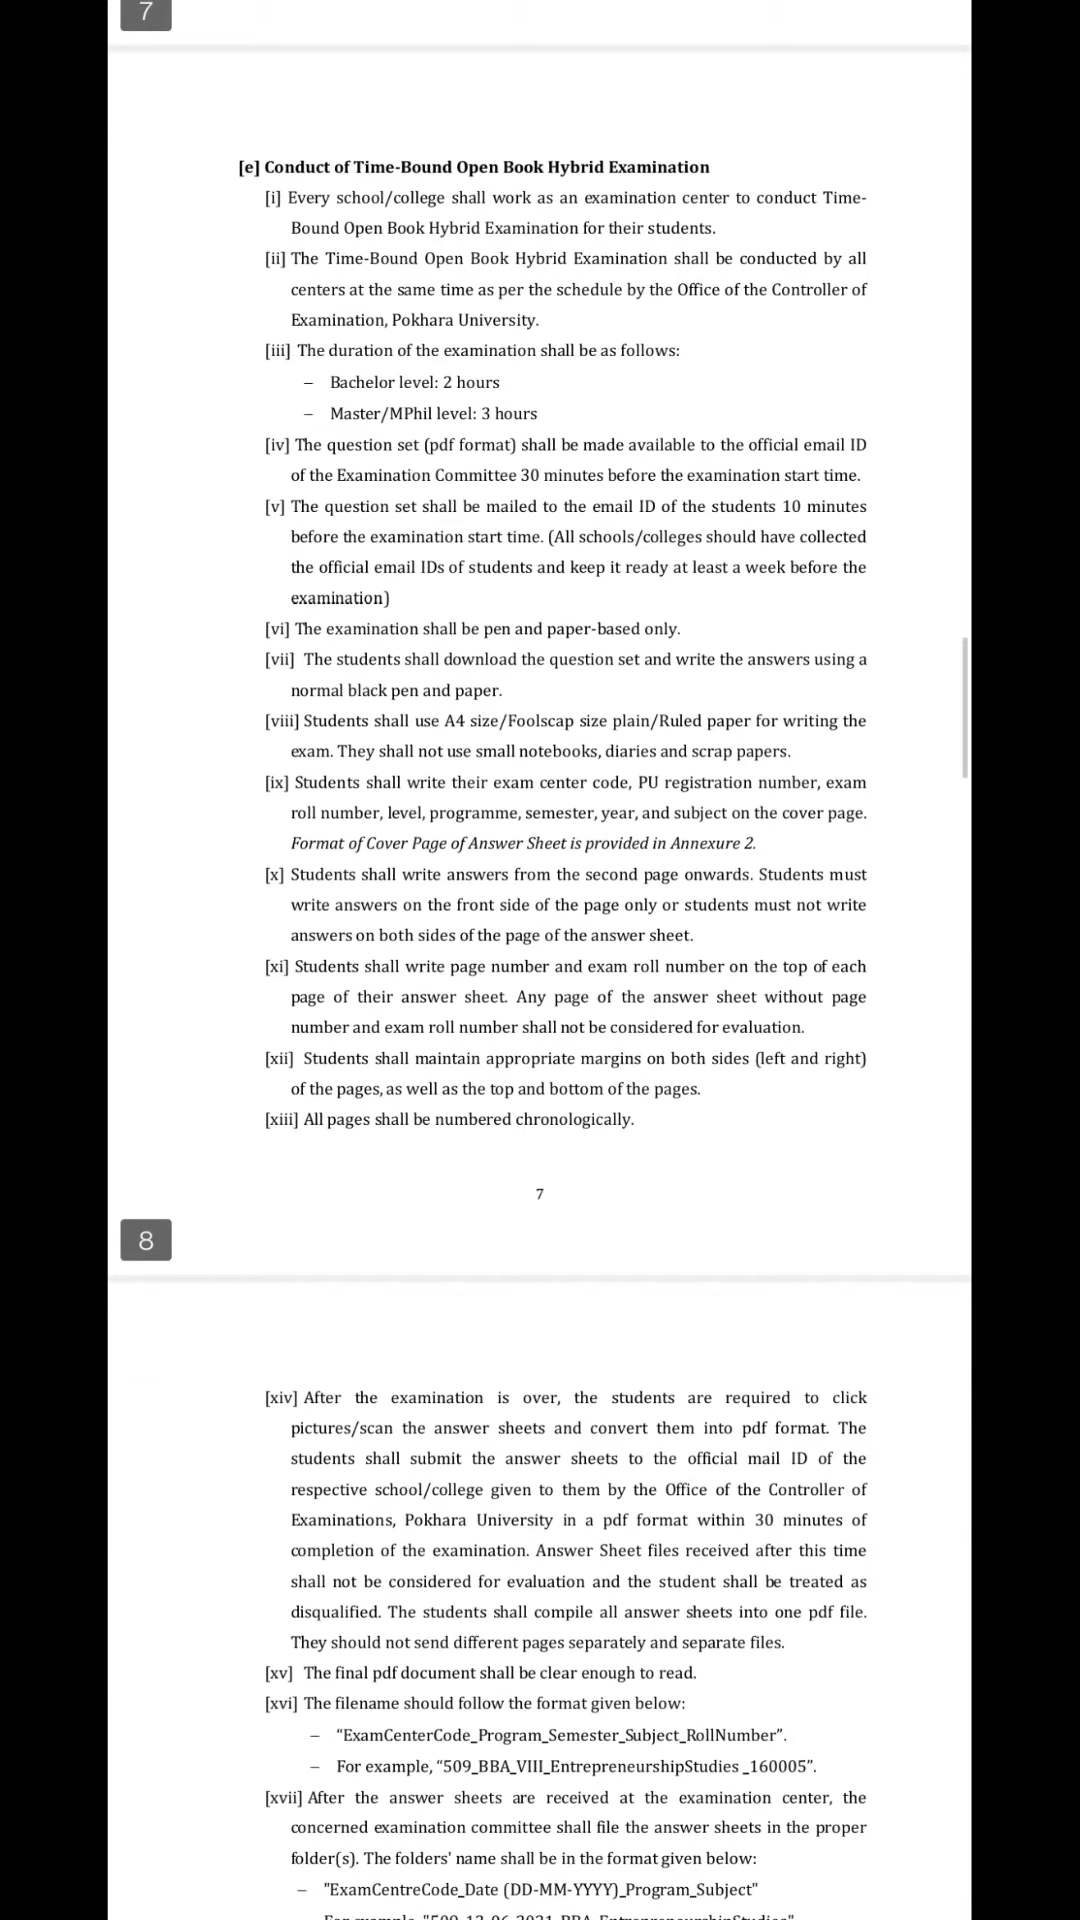 7
[e] Conduct of Time-Bound Open Book Hybrid Examination
[i] Every school/college shall work as an examination center to conduct Time-
Bound Open Book Hybrid Examination for their students.
[ii] The Time-Bound Open Book Hybrid Examination shall be conducted by all
centers at the same time as per the schedule by the Office of the Controller of
Examination, Pokhara University.
[iii] The duration of the examination shall be as follows:
– Bachelor level: 2 hours
– Master/MPhil level: 3 hours
[iv] The question set (pdf format) shall be made available to the official email ID
of the Examination Committee 30 minutes before the examination start time.
[v] The question set shall be mailed to the email ID of the students 10 minutes
before the examination start time. (All schools/colleges should have collected
the official email IDs of students and keep it ready at least a week before the
examination)
[vi] The examination shall be pen and paper-based only.
[vii] The students shall download the question set and write the answers using a
normal black pen and paper.
[viii] Students shall use A4 size/Foolscap size plain/Ruled paper for writing the
exam. They shall not use small notebooks, diaries and scrap papers.
[ix] Students shall write their exam center code, PU registration number, exam
roll number, level, programme, semester, year, and subject on the cover page.
Format of Cover Page of Answer Sheet is provided in Annexure 2.
[x] Students shall write answers from the second page onwards. Students must
write answers on the front side of the page only or students must not write
answers on both sides of the page of the answer sheet.
[xi] Students shall write page number and exam roll number on the top of each
page of their answer sheet. Any page of the answer sheet without page
number and exam roll number shall not be considered for evaluation.
[xii] Students shall maintain appropriate margins on both sides (left and right)
of the pages, as well as the top and bottom of the pages.
[xiii] All pages shall be numbered chronologically.
7
8
[xiv] After the examination is over, the students are required to click
pictures/scan the answer sheets and convert them into pdf format. The
students shall submit the answer sheets to the official mail ID of the
respective school/college given to them by the Office of the Controller of
Examinations, Pokhara University in a pdf format within 30 minutes of
completion of the examination. Answer Sheet files received after this time
shall not be considered for evaluation and the student shall be treated as
disqualified. The students shall compile all answer sheets into one pdf file.
They should not send different pages separately and separate files.
[xv] The final pdf document shall be clear enough to read.
[xvi] The filename should follow the format given below:
– “ExamCenterCode_Program_Semester_Subject_RollNumber”.
– For example, “509_BBA_VIII_EntrepreneurshipStudies _160005”.
[xvii] After the answer sheets are received at the examination center, the
concerned examination committee shall file the answer sheets in the proper
folder(s). The folders' name shall be in the format given below:
– "ExamCentreCode_Date (DD-MM-YYYY)_Program_Subject"
For example, "509_12-06-2021_BBA_EntrepreneurshipStudies"